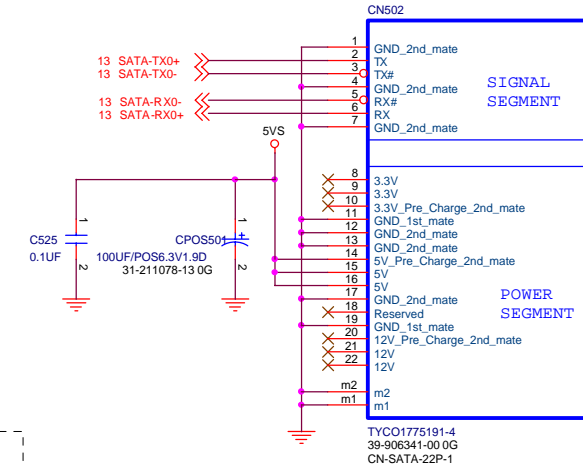 CN502
1 GND_2nd_mate
13 SATA-TX0+ 2 TX
13 SATA-TX0- 3 TX#
4 GND_2nd_mate
SIGNAL
SEGMENT
13 SATA-RX0- 5 RX#
13 SATA-RX0+ 6 RX
7 GND_2nd_mate
5VS
8 3.3V
9 3.3V
10 3.3V_Pre_Charge_2nd_mate
11 GND_1st_mate
12 GND_2nd_mate
13 GND_2nd_mate
14 5V_Pre_Charge_2nd_mate
15 5V
16 5V
17 GND_2nd_mate
18 Reserved
19 GND_1st_mate
20 12V_Pre_Charge_2nd_mate
21 12V
22 12V
POWER
SEGMENT
m2 m2
m1 m1
1
C525
0.1UF
2
1
CPOS501
+
100UF/POS6.3V1.9D
31-211078-13 0G
2
TYCO1775191-4
39-906341-00 0G
CN-SATA-22P-1